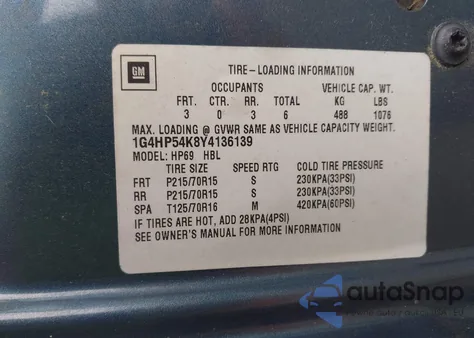 GM
TIRE-LOADING INFORMATION
OCCUPANTS VEHICLE CAP. WT.
FRT. CTR. RR. TOTAL KG LBS
3 0 3 6 488 1076
MAX. LOADING @ GVWR SAME AS VEHICLE CAPACITY WEIGHT.
1G4HP54K8Y4136139
MODEL: HP69 HBL
TIRE SIZE SPEED RTG COLD TIRE PRESSURE
FRT P215/70R15 S 230KPA(33PSI)
RR P215/70R15 S 230KPA(33PSI)
SPA T125/70R16 M 420KPA(60PSI)
IF TIRES ARE HOT, ADD 28KPA(4PSI)
SEE OWNER'S MANUAL FOR MORE INFORMATION
autoSnap